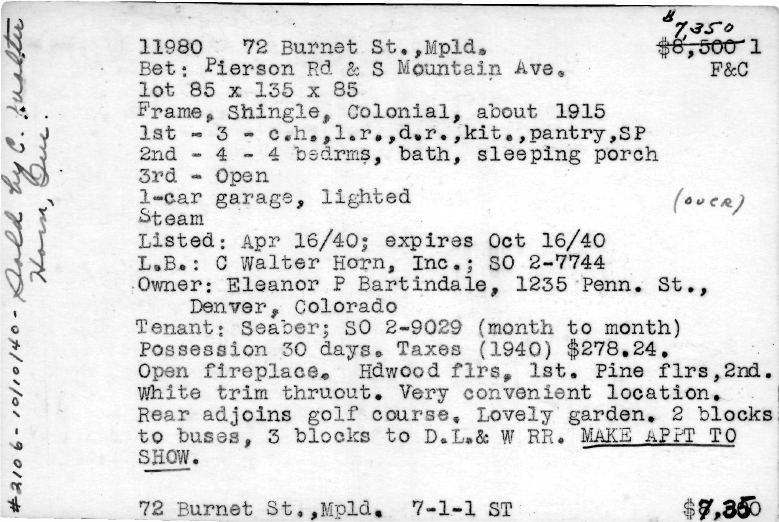 $7,350
11980 72 Burnet St.,Mpld. $8,500 1
Bet: Pierson Rd & S Mountain Ave. F&C
lot 85 x 135 x 85
Frame, Shingle, Colonial, about 1915
1st - 3 - c.h.,l.r.,d.r.,kit.,pantry,SP
2nd - 4 - 4 bedrms, bath, sleeping porch
3rd - Open
1-car garage, lighted (over)
Steam
Listed: Apr 16/40; expires Oct 16/40
L.B.: C Walter Horn, Inc.; SO 2-7744
Owner: Eleanor P Bartindale, 1235 Penn. St.,
Denver, Colorado
Tenant: Seaber; SO 2-9029 (month to month)
Possession 30 days. Taxes (1940) $278.24.
Open fireplace. Hdwood flrs, 1st. Pine flrs,2nd.
White trim thruout. Very convenient location.
Rear adjoins golf course. Lovely garden. 2 blocks
to buses, 3 blocks to D.L.& W RR. MAKE APPT TO
SHOW.
72 Burnet St.,Mpld. 7-1-1 ST $7,350
#2106-10/10/40-Sold by C. Walter
Horn, Inc.